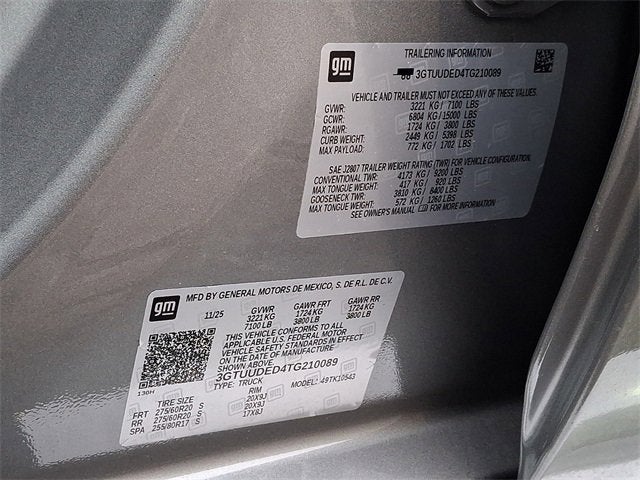 gm
TRAILERING INFORMATION
3GTUUDED4TG210089
VEHICLE AND TRAILER MUST NOT EXCEED ANY OF THESE VALUES.
GVWR: 3221 KG / 7100 LBS
GCWR: 6804 KG / 15000 LBS
RGAWR: 1724 KG / 3800 LBS
CURB WEIGHT: 2449 KG / 5398 LBS
MAX PAYLOAD: 772 KG / 1702 LBS
SAE J2807 TRAILER WEIGHT RATING (TWR) FOR VEHICLE CONFIGURATION.
CONVENTIONAL TWR: 4173 KG / 9200 LBS
MAX TONGUE WEIGHT: 417 KG / 920 LBS
GOOSENECK TWR: 3810 KG / 8400 LBS
MAX TONGUE WEIGHT: 572 KG / 1260 LBS
SEE OWNER'S MANUAL FOR MORE INFORMATION
gm
MFD BY GENERAL MOTORS DE MEXICO, S. DE R.L. DE C.V.
11/25 GVWR GAWR FRT GAWR RR
3221 KG 1724 KG 1724 KG
7100 LB 3800 LB 3800 LB
THIS VEHICLE CONFORMS TO ALL
APPLICABLE U.S. FEDERAL MOTOR
VEHICLE SAFETY STANDARDS IN EFFECT
ON THE DATE OF MANUFACTURE
SHOWN ABOVE.
3GTUUDED4TG210089
TYPE: TRUCK MODEL: 49TK10543
130H
TIRE SIZE RIM
FRT 275/60R20 S 20X9J
RR 275/60R20 S 20X9J
SPA 255/80R17 S 17X8J